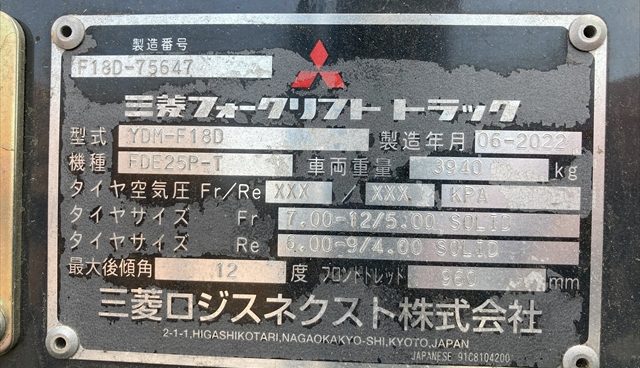 製造番号
F18D-75647
三菱フォークリフト トラック
型式 YDM-F18D 製造年月 06-2022
機種 FDE25P-T 車両重量 3940 kg
タイヤ空気圧 Fr/Re XXX / XXX KPA
タイヤサイズ Fr 7.00-12/5.00 SOLID
タイヤサイズ Re 6.00-9/4.00 SOLID
最大後傾角 12 度 フロントトレッド 960 mm
三菱ロジスネクスト株式会社
2-1-1,HIGASHIKOTARI,NAGAOKAKYO-SHI,KYOTO,JAPAN
JAPANESE 91C8104200